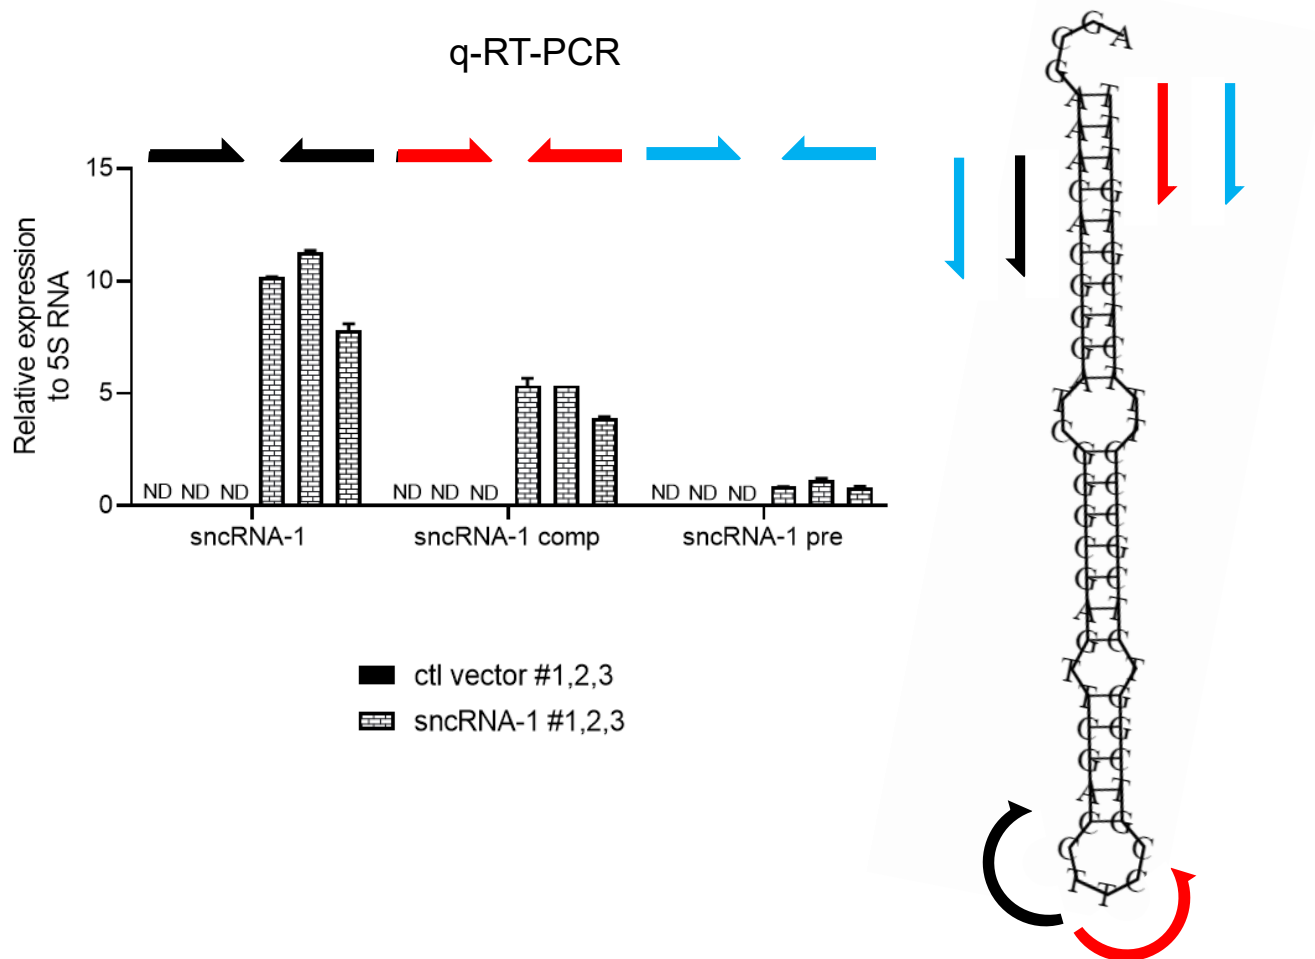 q-RT-PCR
15
10
5
0
Relative expression
to 5S RNA
ND ND ND
ND ND ND
ND ND ND
sncRNA-1
sncRNA-1 comp
sncRNA-1 pre
ctl vector #1,2,3
sncRNA-1 #1,2,3
G
C A
G
A T
A T
A T
C G
A T
C G
G C
G T
G C
A T
T T
C T
G C
G C
G C
C G
G C
A T
G C
T T
T G
C G
G C
A T
C G
C C
T C
T